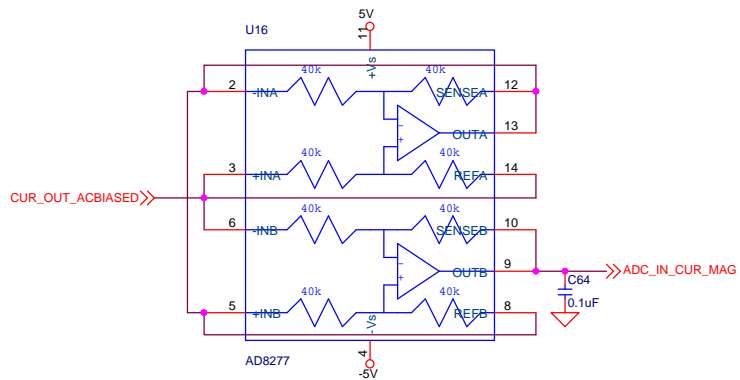 5V
U16
11
+Vs
40k 40k
2 -INA SENSEA 12
OUTA 13
40k 40k
3 +INA REFA 14
CUR_OUT_ACBIASED
40k 40k
6 -INB SENSEB 10
OUTB 9
ADC_IN_CUR_MAG
C64
0.1uF
40k 40k
5 +INB REFB 8
-Vs
4
AD8277
-5V